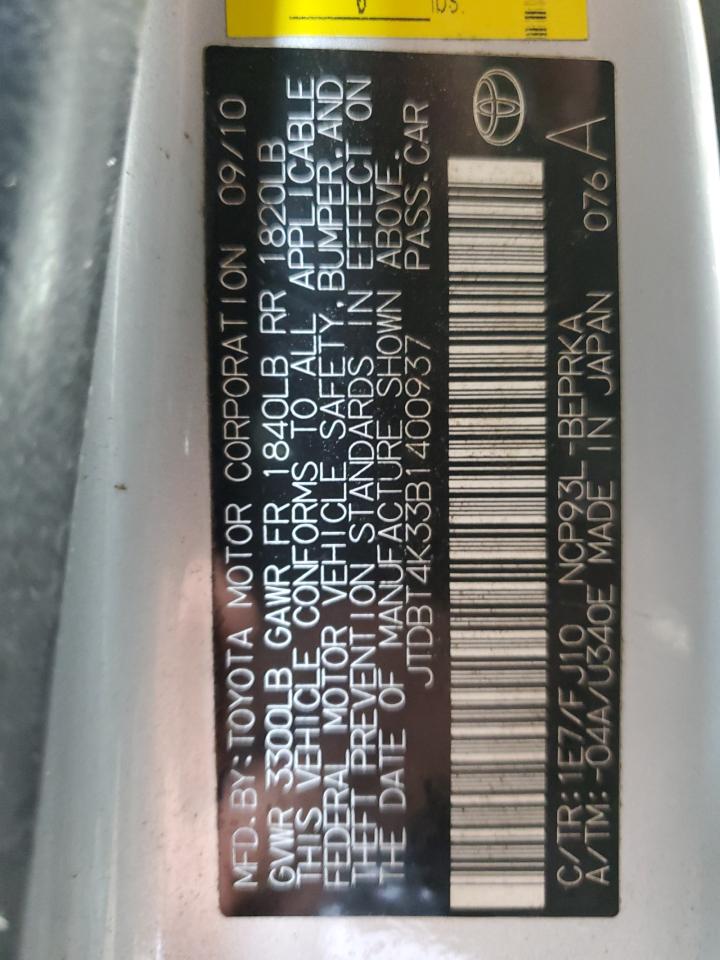 lbs.
MFD.BY:TOYOTA MOTOR CORPORATION 09/10
GVWR 3300LB GAWR FR 1840LB RR 1820LB
THIS VEHICLE CONFORMS TO ALL APPLICABLE
FEDERAL MOTOR VEHICLE SAFETY,BUMPER,AND
THEFT PREVENTION STANDARDS IN EFFECT ON
THE DATE OF MANUFACTURE SHOWN ABOVE.
JTDBT4K33B1400937 PASS.CAR
C/TR:1E7/FJ10 NCP93L-BEPRKA 076 A
A/TM:-04A/U340E MADE IN JAPAN